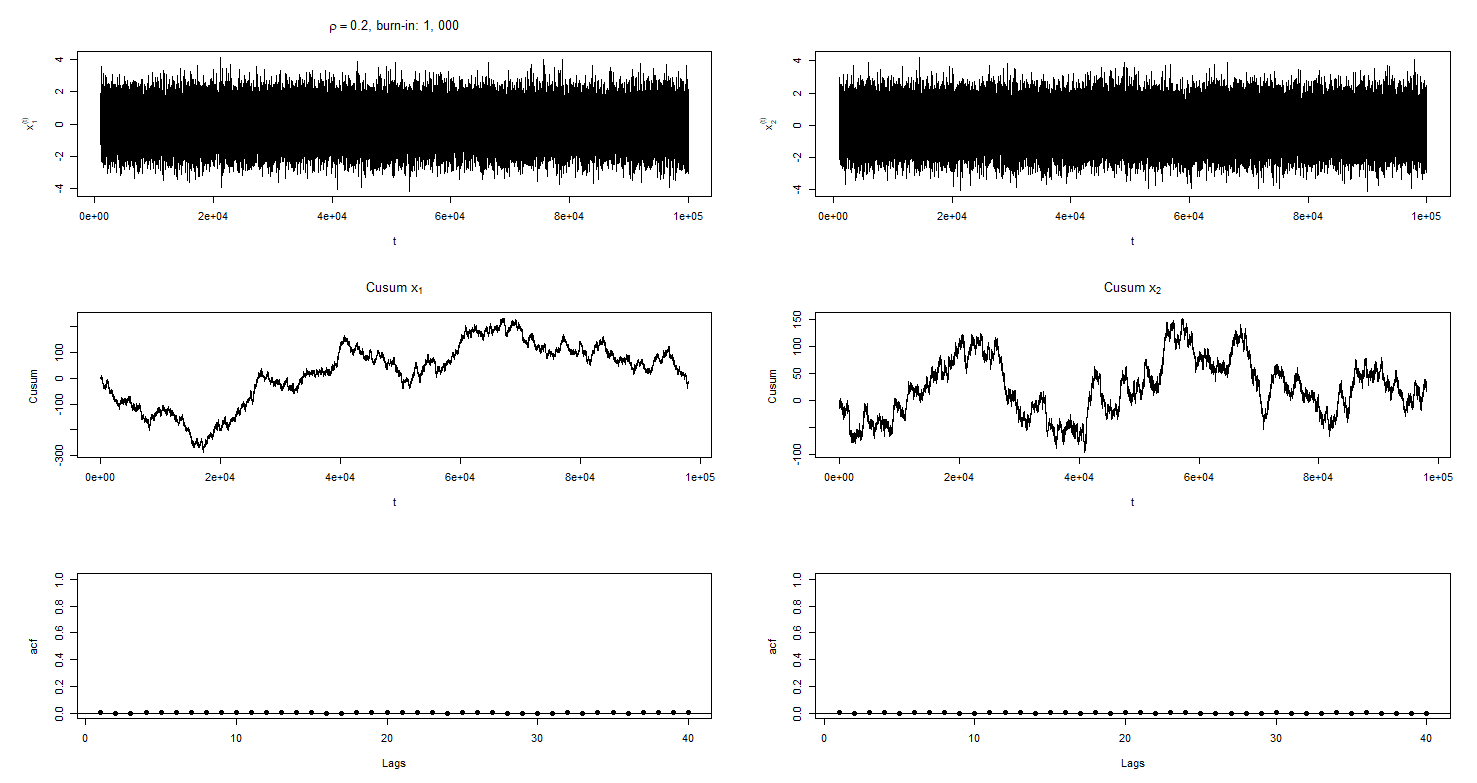 ρ = 0.2, burn-in: 1, 000
x₁⁽ᵗ⁾
4
2
0
-2
-4
0e+00 2e+04 4e+04 6e+04 8e+04 1e+05
t
x₂⁽ᵗ⁾
4
2
0
-2
-4
0e+00 2e+04 4e+04 6e+04 8e+04 1e+05
t
Cusum x₁
Cusum
100
0
-100
-300
0e+00 2e+04 4e+04 6e+04 8e+04 1e+05
t
Cusum x₂
Cusum
150
100
50
0
-100
0e+00 2e+04 4e+04 6e+04 8e+04 1e+05
t
acf
1.0
0.8
0.6
0.4
0.2
0.0
0 10 20 30 40
Lags
acf
1.0
0.8
0.6
0.4
0.2
0.0
0 10 20 30 40
Lags